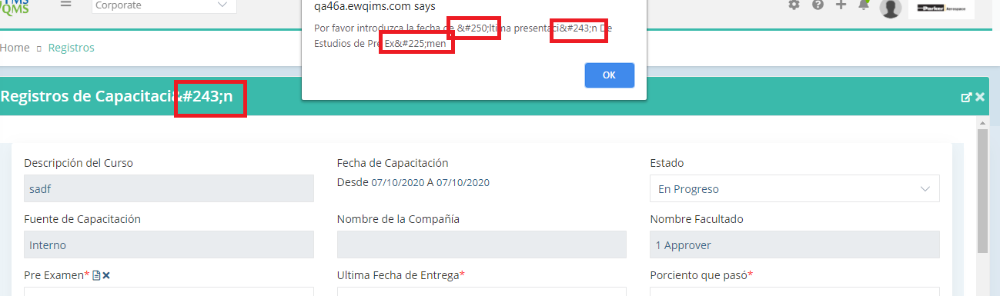 QMS
Corporate
qa46a.ewqims.com says
Por favor introduzca la fecha de &#250;ltima presentaci&#243;n De
Estudios de Pre Ex&#225;men
OK
Parker Aerospace
Home Registros
Registros de Capacitaci&#243;n
Descripción del Curso
Fecha de Capacitación
Estado
sadf
Desde 07/10/2020 A 07/10/2020
En Progreso
Fuente de Capacitación
Nombre de la Compañía
Nombre Facultado
Interno
1 Approver
Pre Examen*
Ultima Fecha de Entrega*
Porciento que pasó*